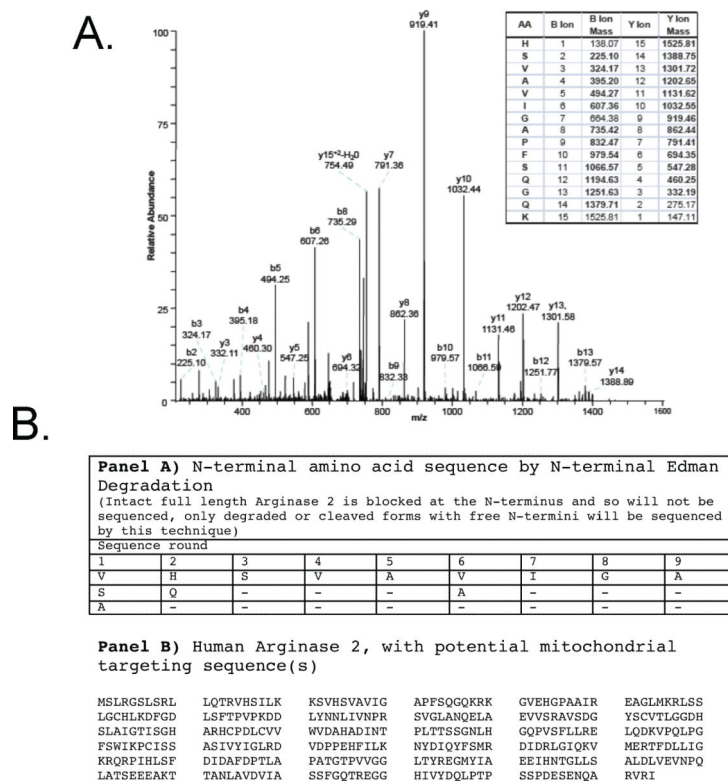 A.
AA B Ion B Ion Mass Y Ion Y Ion Mass
H 1 138.07 15 1525.81
S 2 225.10 14 1388.75
V 3 324.17 13 1301.72
A 4 395.20 12 1202.65
V 5 494.27 11 1131.62
I 6 607.36 10 1032.55
G 7 664.38 9 919.46
A 8 735.42 8 862.44
P 9 832.47 7 791.41
F 10 979.54 6 694.35
S 11 1066.57 5 547.28
Q 12 1194.63 4 460.25
G 13 1251.63 3 332.19
Q 14 1379.71 2 275.17
K 15 1525.81 1 147.11
Relative Abundance
100
75
50
25
0
y9
919.41
y15⁺²-H₂0
754.49
y7
791.36
y10
1032.44
b8
735.29
b6
607.26
b5
494.25
b4
395.18
b3
324.17
b2
225.10
y3
332.11
y4
460.30
y5
547.25
y6
694.32
b9
832.33
y8
862.36
b10
979.57
b11
1066.59
y11
1131.46
y12
1202.47
y13,
1301.58
b12
1251.77
b13
1379.57
y14
1388.89
400 600 800 1000 1200 1400 1600
m/z
B.
Panel A) N-terminal amino acid sequence by N-terminal Edman
Degradation
(Intact full length Arginase 2 is blocked at the N-terminus and so will not be
sequenced, only degraded or cleaved forms with free N-termini will be sequenced
by this technique)
Sequence round
1 2 3 4 5 6 7 8 9
V H S V A V I G A
S Q - - - A - - -
A - - - - - - - -
Panel B) Human Arginase 2, with potential mitochondrial
targeting sequence(s)
MSLRGSLSRL LQTRVHSILK KSVHSVAVIG APFSQGQKRK GVEHGPAAIR EAGLMKRLSS
LGCHLKDFGD LSFTPVPKDD LYNNLIVNPR SVGLANQELA EVVSRAVSDG YSCVTLGGDH
SLAIGTISGH ARHCPDLCVV WVDAHADINT PLTTSSGNLH GQPVSFLLRE LQDKVPQLPG
FSWIKPCISS ASIVYIGLRD VDPPEHFILK NYDIQYFSMR DIDRLGIQKV MERTFDLLIG
KRQRPIHLSF DIDAFDPTLA PATGTPVVGG LTYREGMYIA EEIHNTGLLS ALDLVEVNPQ
LATSEEEAKT TANLAVDVIA SSFGQTREGG HIVYDQLPTP SSPDESENQA RVRI